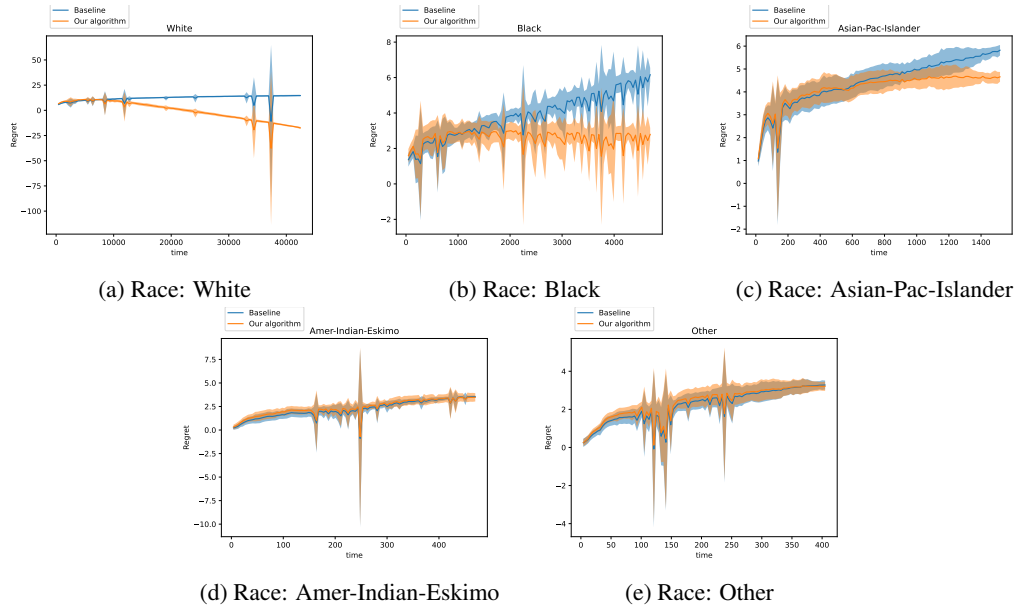 Baseline
Our algorithm
White
50
25
0
−25
−50
−75
−100
Regret
0
10000
20000
30000
40000
time
(a) Race: White
Baseline
Our algorithm
Black
8
6
4
2
0
−2
Regret
0
1000
2000
3000
4000
time
(b) Race: Black
Baseline
Our algorithm
Asian-Pac-Islander
6
5
4
3
2
1
0
−1
−2
Regret
0
200
400
600
800
1000
1200
1400
time
(c) Race: Asian-Pac-Islander
Baseline
Our algorithm
Amer-Indian-Eskimo
7.5
5.0
2.5
0.0
−2.5
−5.0
−7.5
−10.0
Regret
0
100
200
300
400
time
(d) Race: Amer-Indian-Eskimo
Baseline
Our algorithm
Other
4
2
0
−2
−4
Regret
0
50
100
150
200
250
300
350
400
time
(e) Race: Other